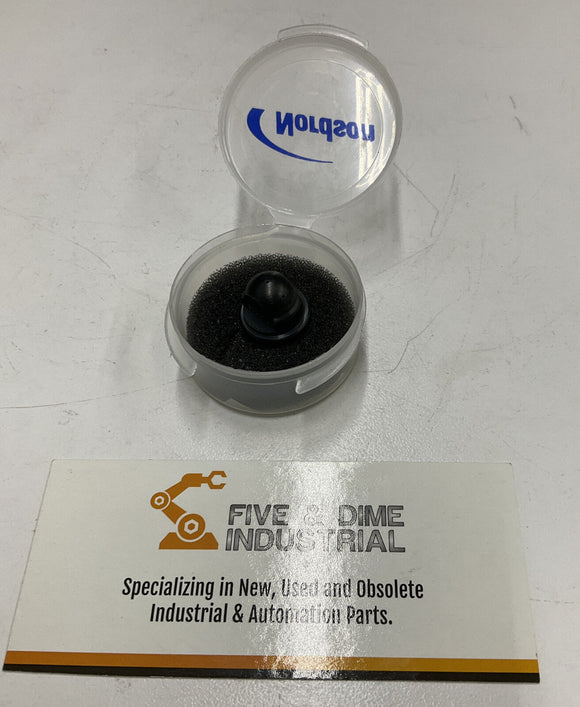 Nordson
FIVE & DIME
INDUSTRIAL
Specializing in New, Used and Obsolete
Industrial & Automation Parts.